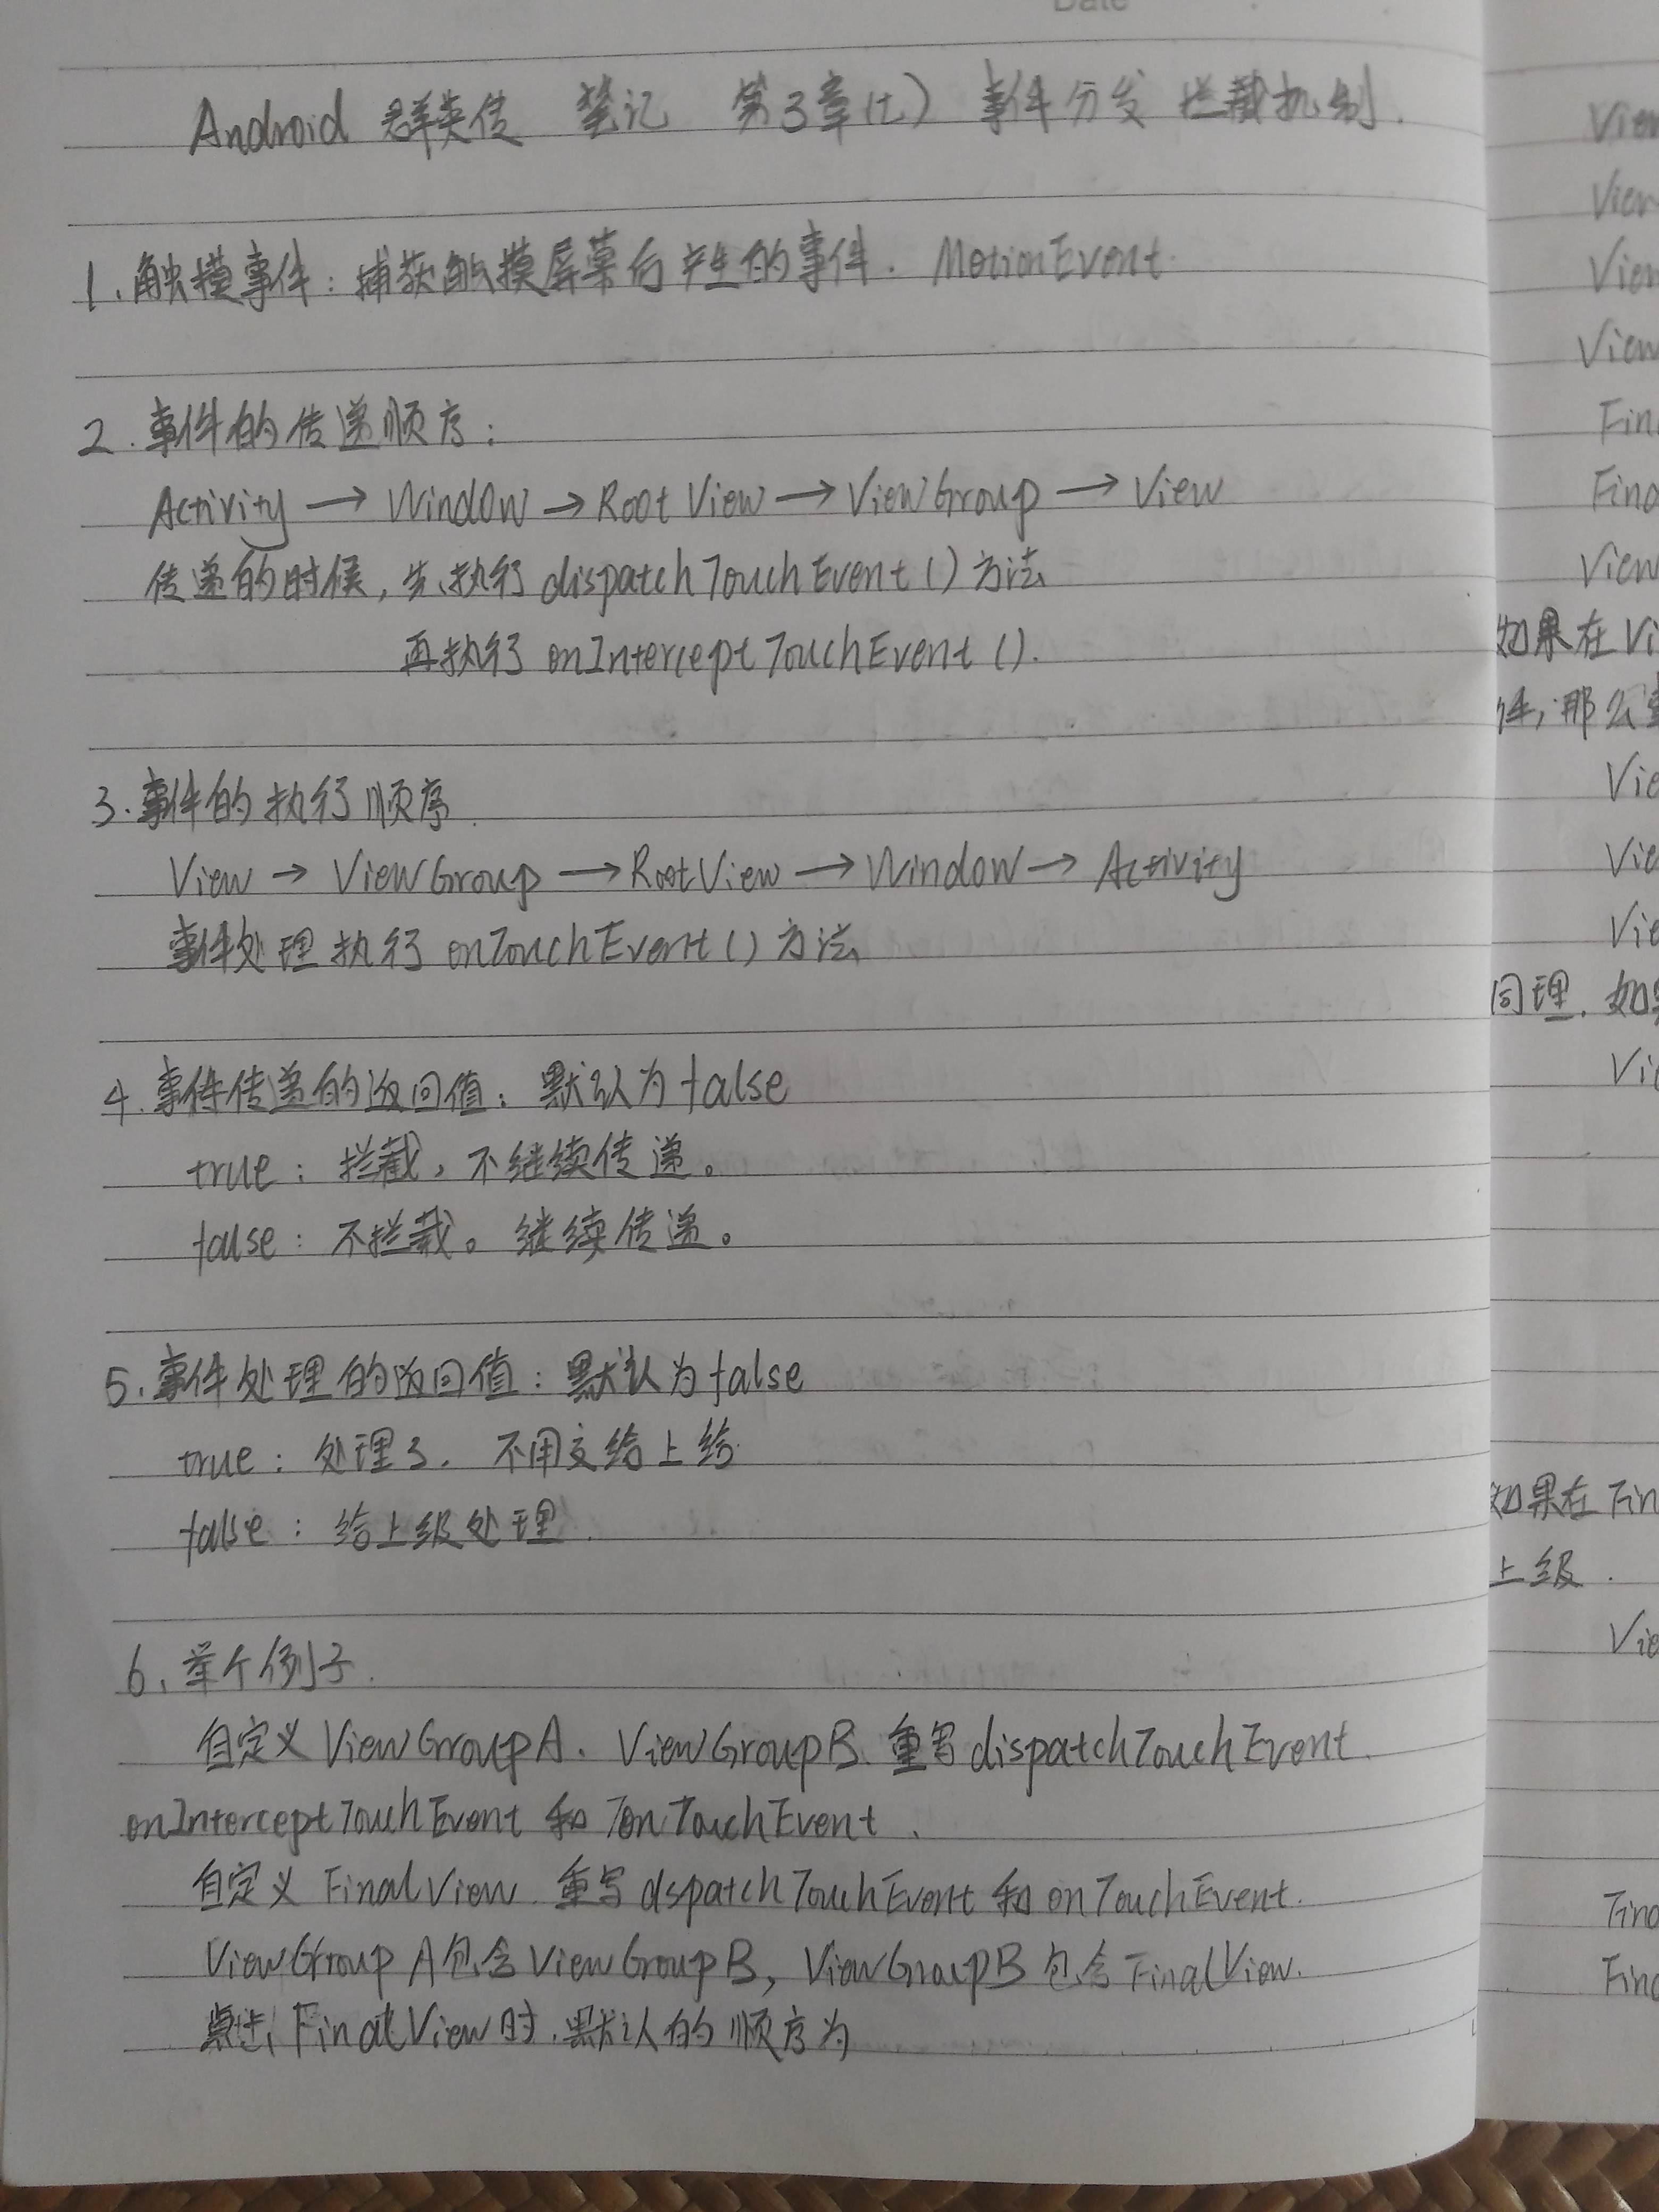 Date
Android 群英传 笔记 第3章(七) 事件分发 拦截机制.
1. 触摸事件: 捕获触摸屏幕后产生的事件. MotionEvent
2. 事件的传递顺序:
Activity → Window → Root View → ViewGroup → View
传递的时候, 先执行 dispatchTouchEvent () 方法
再执行 onInterceptTouchEvent ().
3. 事件的执行顺序.
View → ViewGroup → RootView → Window → Activity
事件处理执行 onTouchEvent () 方法
4. 事件传递的返回值: 默认为 false
true: 拦截, 不继续传递。
false: 不拦截。继续传递。
5. 事件处理的返回值: 默认为 false
true: 处理了. 不用交给上级
false: 给上级处理.
6. 举个例子.
自定义 ViewGroupA. ViewGroupB. 重写 dispatchTouchEvent.
onInterceptTouchEvent 和 onTouchEvent.
自定义 FinalView. 重写 dspatchTouchEvent 和 onTouchEvent.
ViewGroup A 包含 ViewGroupB, ViewGroupB 包含 FinalView.
点击 FinalView 时. 默认的顺序为
View
View
View
View
Fin
Fina
View
如果在 Vi
件, 那么
Vie
Vie
Vie
同理. 如
Vie
如果在 Fin
上级.
Vie
Fina
Fina